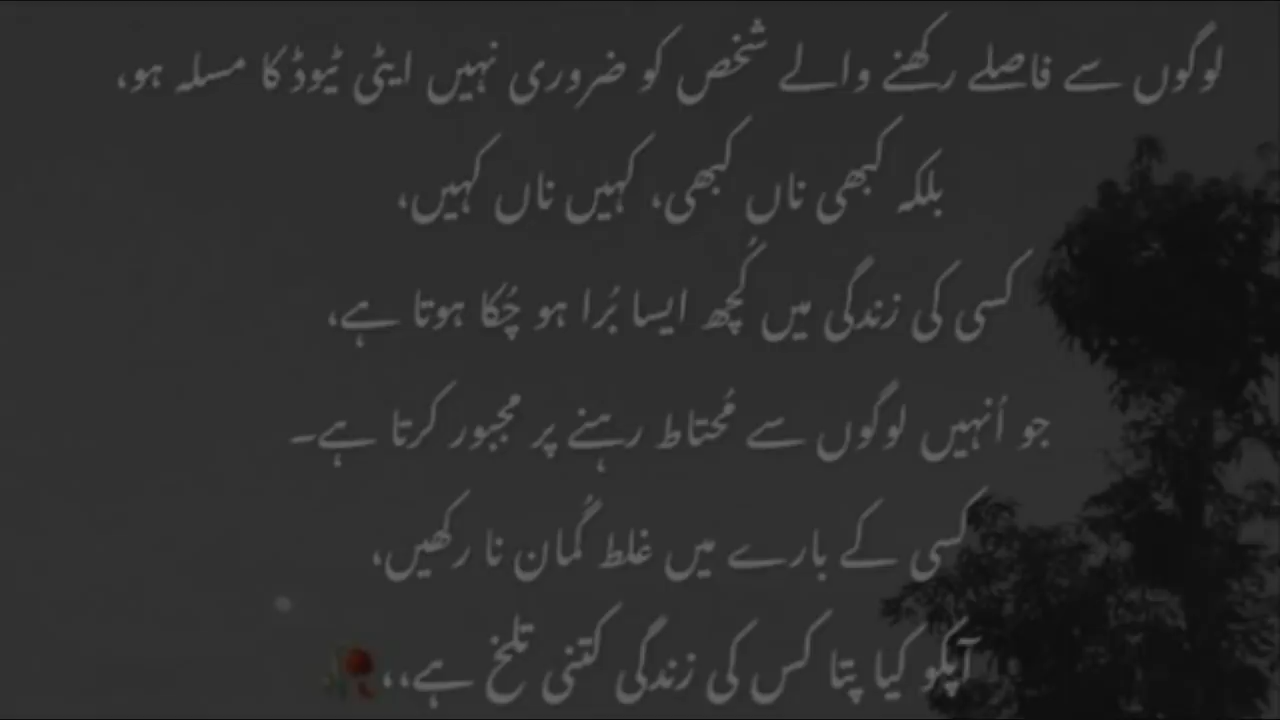 لوگوں سے فاصلے رکھنے والے شخص کو ضروری نہیں ایٹی ٹیوڈ کا مسلہ ہو،
بلکہ کبھی ناں کبھی، کہیں ناں کہیں،
کسی کی زندگی میں کُچھ ایسا بُرا ہو چُکا ہوتا ہے،
جو اُنہیں لوگوں سے مُحتاط رہنے پر مجبور کرتا ہے۔
کسی کے بارے میں غلط گُمان نا رکھیں،
آپکو کیا پتا کس کی زندگی کتنی تلخ ہے،،🥀